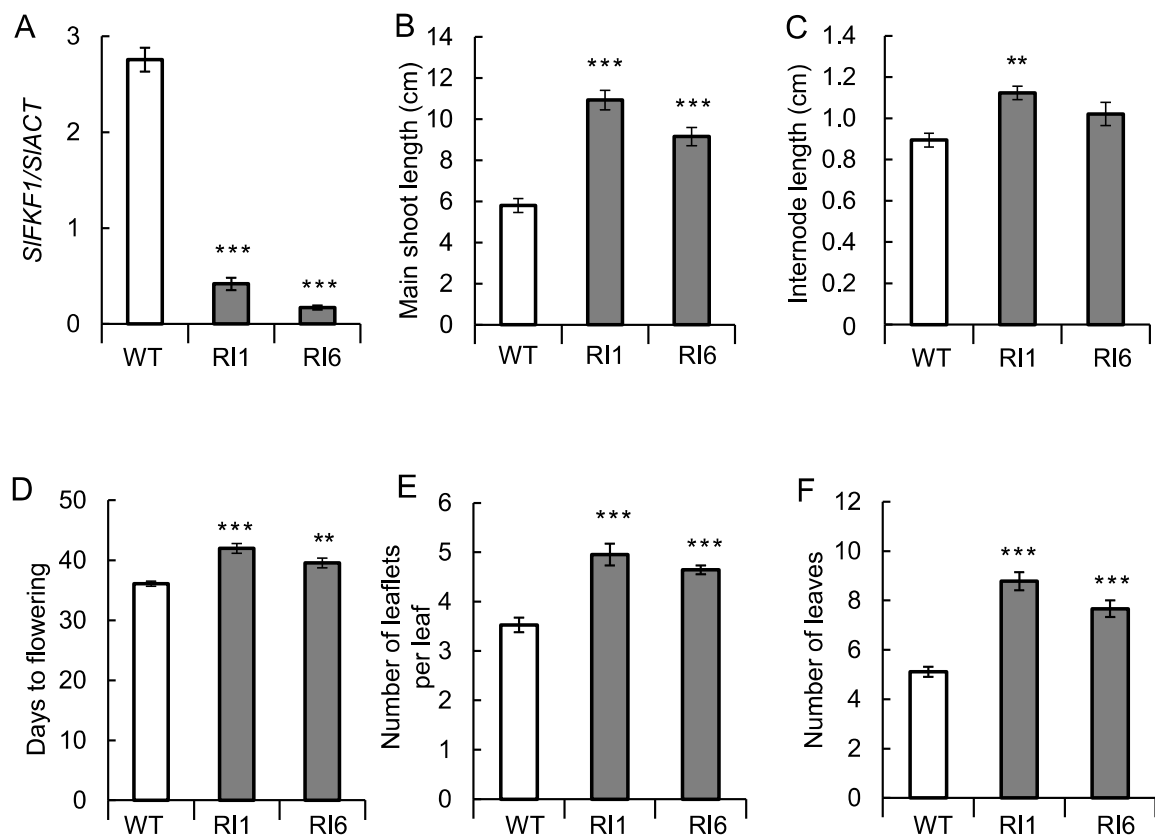 A
SlFKF1/SlACT
3
2
1
0
***
***
WT
RI1
RI6
B
Main shoot length (cm)
14
12
10
8
6
4
2
0
***
***
WT
RI1
RI6
C
Internode length (cm)
1.4
1.2
1.0
0.8
0.6
0.4
0.2
0
**
WT
RI1
RI6
D
Days to flowering
50
40
30
20
10
0
***
**
WT
RI1
RI6
E
Number of leaflets
per leaf
6
5
4
3
2
1
0
***
***
WT
RI1
RI6
F
Number of leaves
12
10
8
6
4
2
0
***
***
WT
RI1
RI6